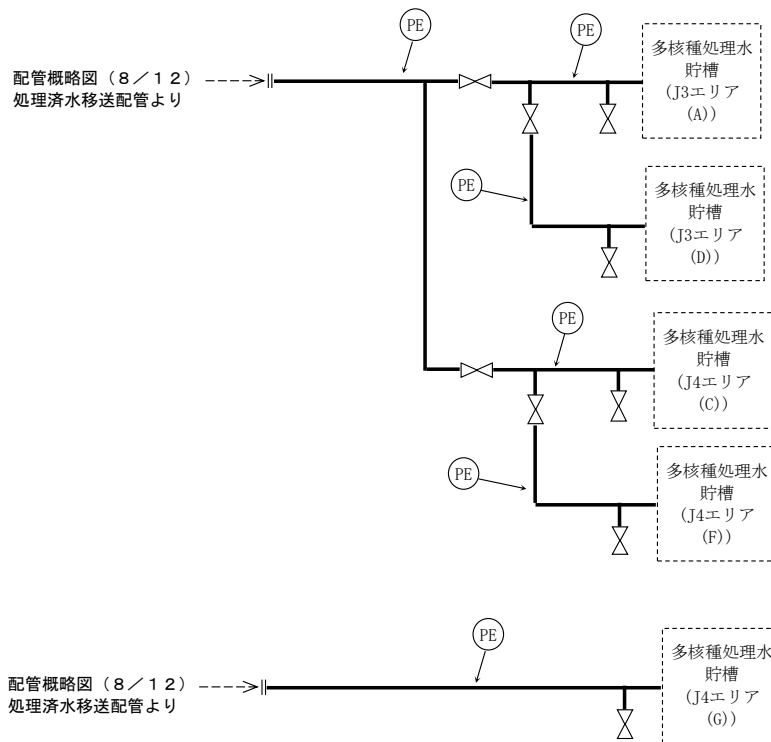 PE
PE
配管概略図（８／１２）
処理済水移送配管より
多核種処理水
貯槽
(J3エリア
(A))
PE
多核種処理水
貯槽
(J3エリア
(D))
PE
多核種処理水
貯槽
(J4エリア
(C))
PE
多核種処理水
貯槽
(J4エリア
(F))
PE
配管概略図（８／１２）
処理済水移送配管より
多核種処理水
貯槽
(J4エリア
(G))